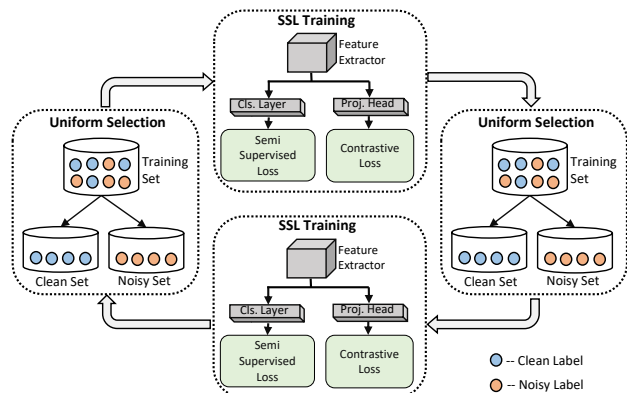 SSL Training
Feature
Extractor
Cls. Layer
Proj. Head
Semi
Supervised
Loss
Contrastive
Loss
Uniform Selection
Training
Set
Clean Set
Noisy Set
Uniform Selection
Training
Set
Clean Set
Noisy Set
SSL Training
Feature
Extractor
Cls. Layer
Proj. Head
Semi
Supervised
Loss
Contrastive
Loss
-- Clean Label
-- Noisy Label